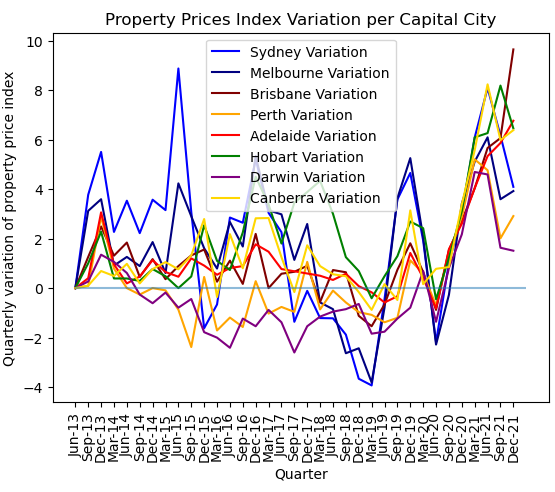 Property Prices Index Variation per Capital City
Quarterly variation of property price index
10
8
6
4
2
0
−2
−4
Sydney Variation
Melbourne Variation
Brisbane Variation
Perth Variation
Adelaide Variation
Hobart Variation
Darwin Variation
Canberra Variation
Jun-13
Sep-13
Dec-13
Mar-14
Jun-14
Sep-14
Dec-14
Mar-15
Jun-15
Sep-15
Dec-15
Mar-16
Jun-16
Sep-16
Dec-16
Mar-17
Jun-17
Sep-17
Dec-17
Mar-18
Jun-18
Sep-18
Dec-18
Mar-19
Jun-19
Sep-19
Dec-19
Mar-20
Jun-20
Sep-20
Dec-20
Mar-21
Jun-21
Sep-21
Dec-21
Quarter